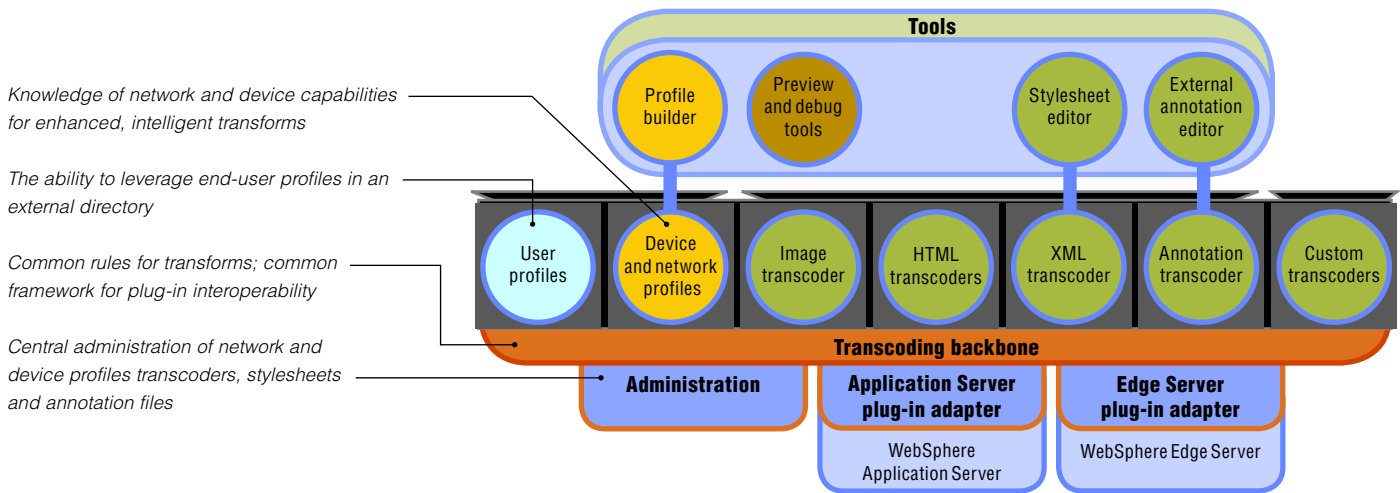 Tools
Profile
builder
Preview
and debug
tools
Stylesheet
editor
External
annotation
editor
Knowledge of network and device capabilities
for enhanced, intelligent transforms
The ability to leverage end-user profiles in an
external directory
Common rules for transforms; common
framework for plug-in interoperability
Central administration of network and
device profiles transcoders, stylesheets
and annotation files
User
profiles
Device
and network
profiles
Image
transcoder
HTML
transcoders
XML
transcoder
Annotation
transcoder
Custom
transcoders
Transcoding backbone
Administration
Application Server
plug-in adapter
Edge Server
plug-in adapter
WebSphere
Application Server
WebSphere Edge Server